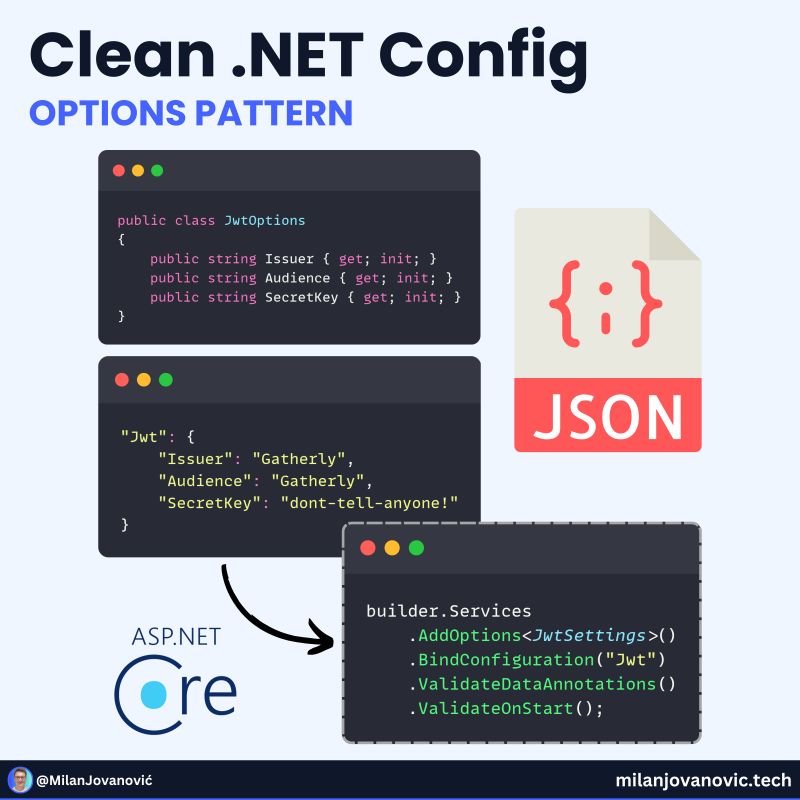 Clean .NET Config
OPTIONS PATTERN
public class JwtOptions
{
    public string Issuer { get; init; }
    public string Audience { get; init; }
    public string SecretKey { get; init; }
}
{;}
JSON
"Jwt": {
    "Issuer": "Gatherly",
    "Audience": "Gatherly",
    "SecretKey": "dont-tell-anyone!"
}
builder.Services
    .AddOptions<JwtSettings>()
    .BindConfiguration("Jwt")
    .ValidateDataAnnotations()
    .ValidateOnStart();
ASP.NET
Core
@MilanJovanović
milanjovanovic.tech